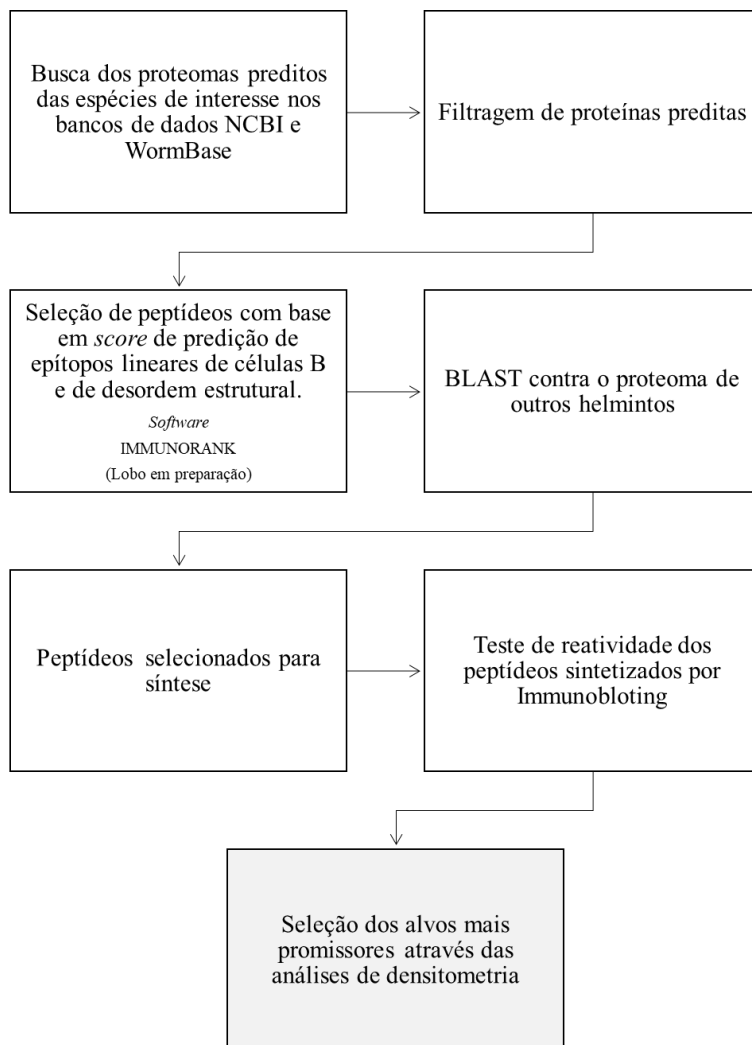 Busca dos proteomas preditos
das espécies de interesse nos
bancos de dados NCBI e
WormBase
Filtragem de proteínas preditas
Seleção de peptídeos com base
em score de predição de
epítopos lineares de células B
e de desordem estrutural.
Software
IMMUNORANK
(Lobo em preparação)
BLAST contra o proteoma de
outros helmintos
Peptídeos selecionados para
síntese
Teste de reatividade dos
peptídeos sintetizados por
Immunobloting
Seleção dos alvos mais
promissores através das
análises de densitometria